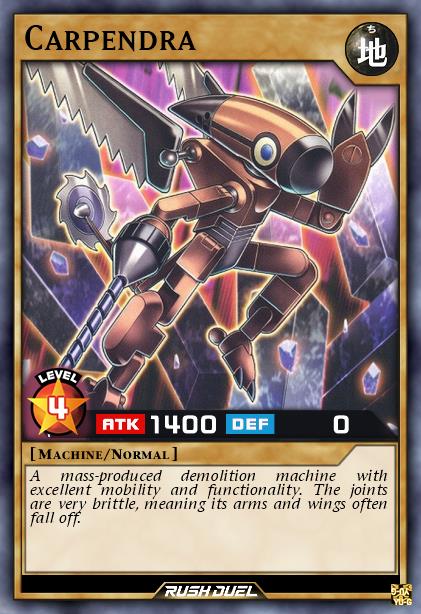 CARPENDRA
ち
地
LEVEL
4
ATK 1400 DEF 0
[MACHINE/NORMAL]
A mass-produced demolition machine with
excellent mobility and functionality. The joints
are very brittle, meaning its arms and wings often
fall off.
RUSH DUEL